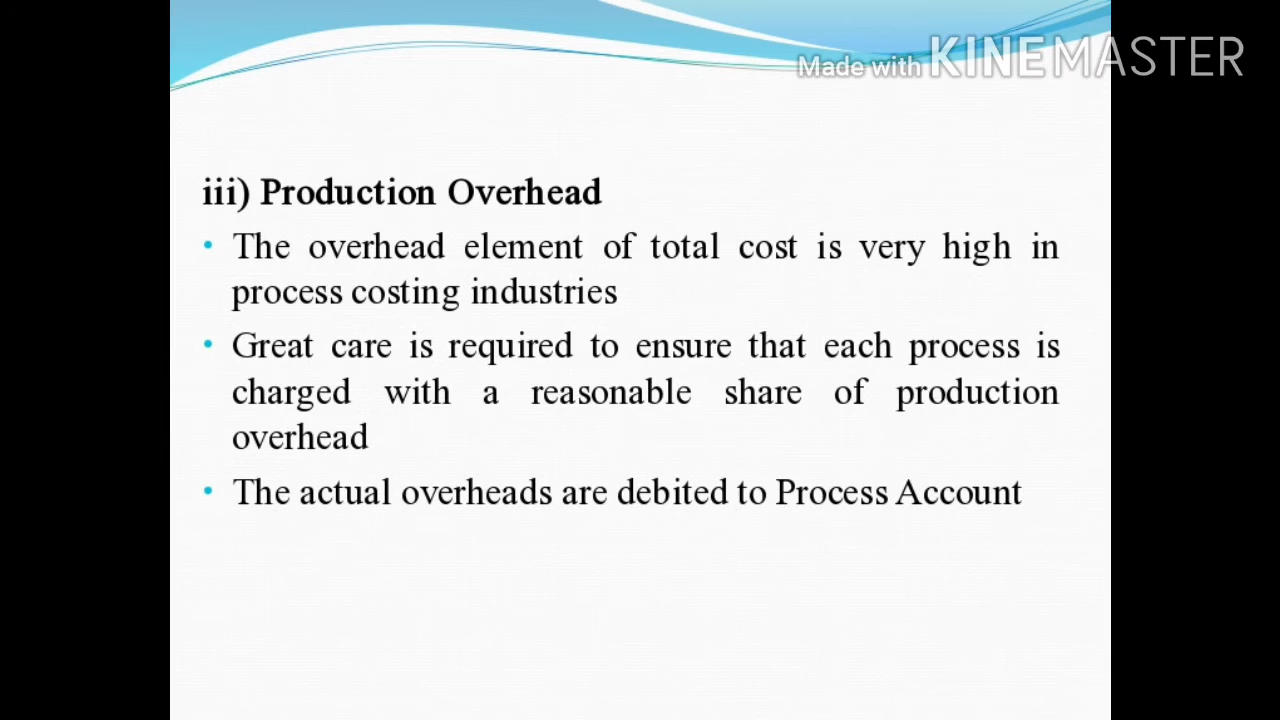 Made with KINEMASTER
iii) Production Overhead
• The overhead element of total cost is very high in
process costing industries
• Great care is required to ensure that each process is
charged with a reasonable share of production
overhead
• The actual overheads are debited to Process Account